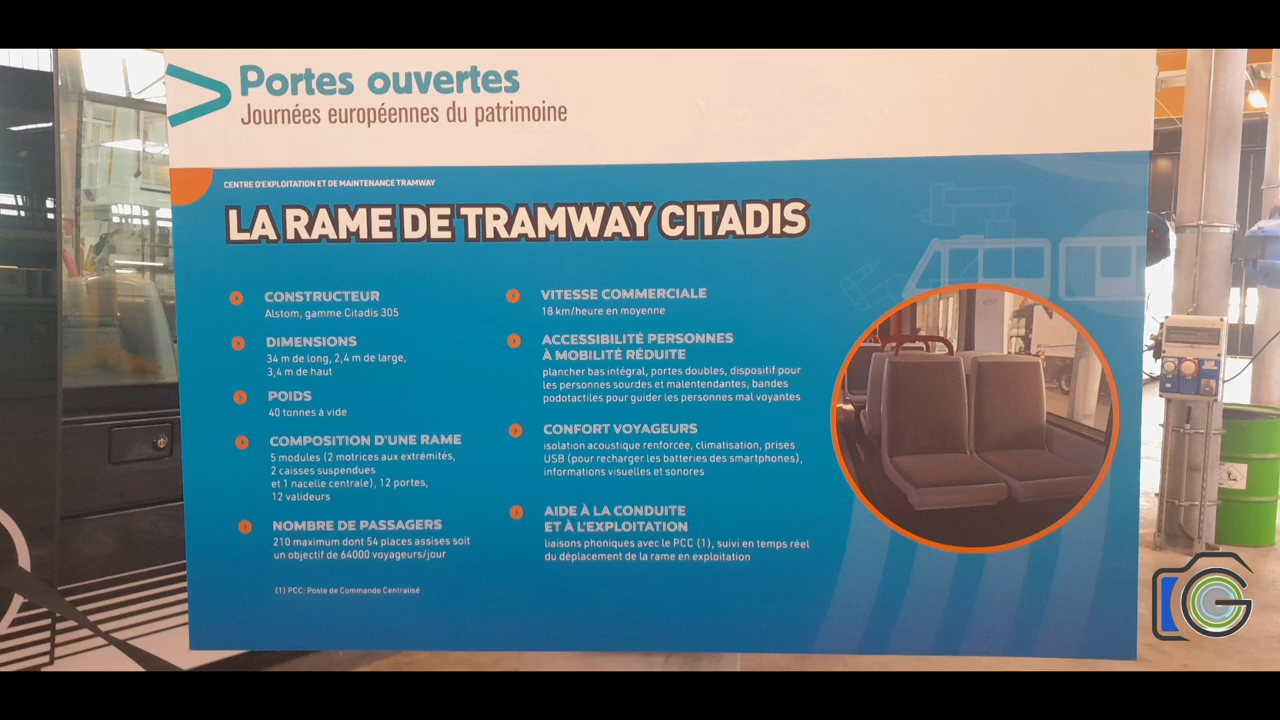 Portes ouvertes
Journées européennes du patrimoine
CENTRE D'EXPLOITATION ET DE MAINTENANCE TRAMWAY
LA RAME DE TRAMWAY CITADIS
CONSTRUCTEUR
Alstom, gamme Citadis 305
DIMENSIONS
34 m de long, 2,4 m de large,
3,4 m de haut
POIDS
40 tonnes à vide
COMPOSITION D'UNE RAME
5 modules (2 motrices aux extrémités,
2 caisses suspendues
et 1 nacelle centrale), 12 portes,
12 valideurs
NOMBRE DE PASSAGERS
210 maximum dont 54 places assises soit
un objectif de 64000 voyageurs/jour
(1) PCC: Poste de Commande Centralisé
VITESSE COMMERCIALE
18 km/heure en moyenne
ACCESSIBILITÉ PERSONNES
À MOBILITÉ RÉDUITE
plancher bas intégral, portes doubles, dispositif pour
les personnes sourdes et malentendantes, bandes
podotactiles pour guider les personnes mal voyantes
CONFORT VOYAGEURS
isolation acoustique renforcée, climatisation, prises
USB (pour recharger les batteries des smartphones),
informations visuelles et sonores
AIDE À LA CONDUITE
ET À L'EXPLOITATION
liaisons phoniques avec le PCC (1), suivi en temps réel
du déplacement de la rame en exploitation
G